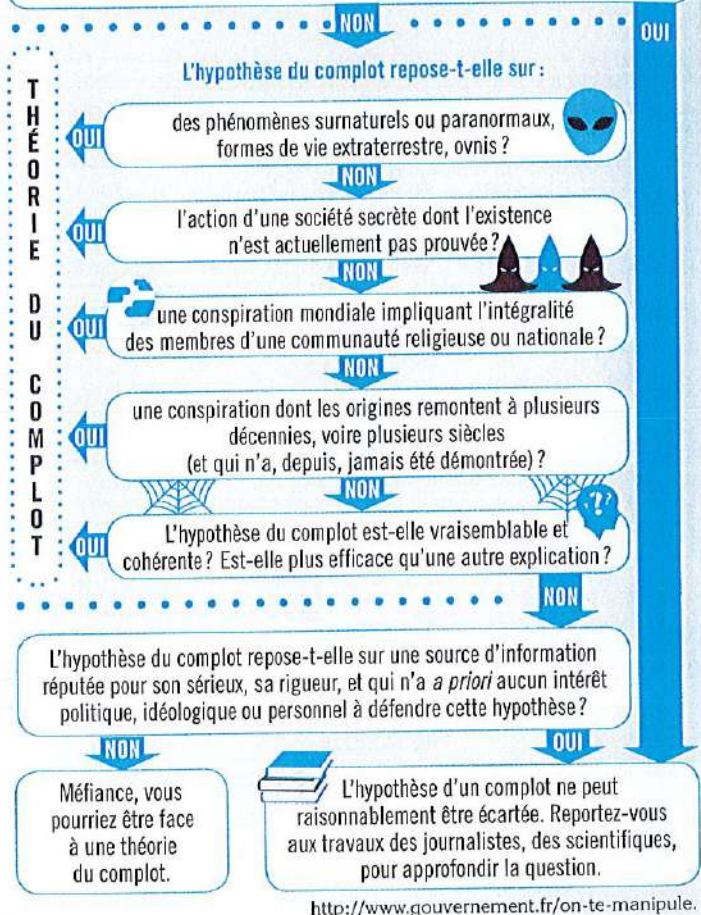 NON
OUI
THÉORIE DU COMPLOT
L'hypothèse du complot repose-t-elle sur :
OUI
des phénomènes surnaturels ou paranormaux,
formes de vie extraterrestre, ovnis ?
NON
OUI
l'action d'une société secrète dont l'existence
n'est actuellement pas prouvée ?
NON
OUI
une conspiration mondiale impliquant l'intégralité
des membres d'une communauté religieuse ou nationale ?
NON
OUI
une conspiration dont les origines remontent à plusieurs
décennies, voire plusieurs siècles
(et qui n'a, depuis, jamais été démontrée) ?
NON
OUI
L'hypothèse du complot est-elle vraisemblable et
cohérente ? Est-elle plus efficace qu'une autre explication ?
??
NON
L'hypothèse du complot repose-t-elle sur une source d'information
réputée pour son sérieux, sa rigueur, et qui n'a a priori aucun intérêt
politique, idéologique ou personnel à défendre cette hypothèse ?
NON
OUI
Méfiance, vous
pourriez être face
à une théorie
du complot.
L'hypothèse d'un complot ne peut
raisonnablement être écartée. Reportez-vous
aux travaux des journalistes, des scientifiques,
pour approfondir la question.
http://www.gouvernement.fr/on-te-manipule.